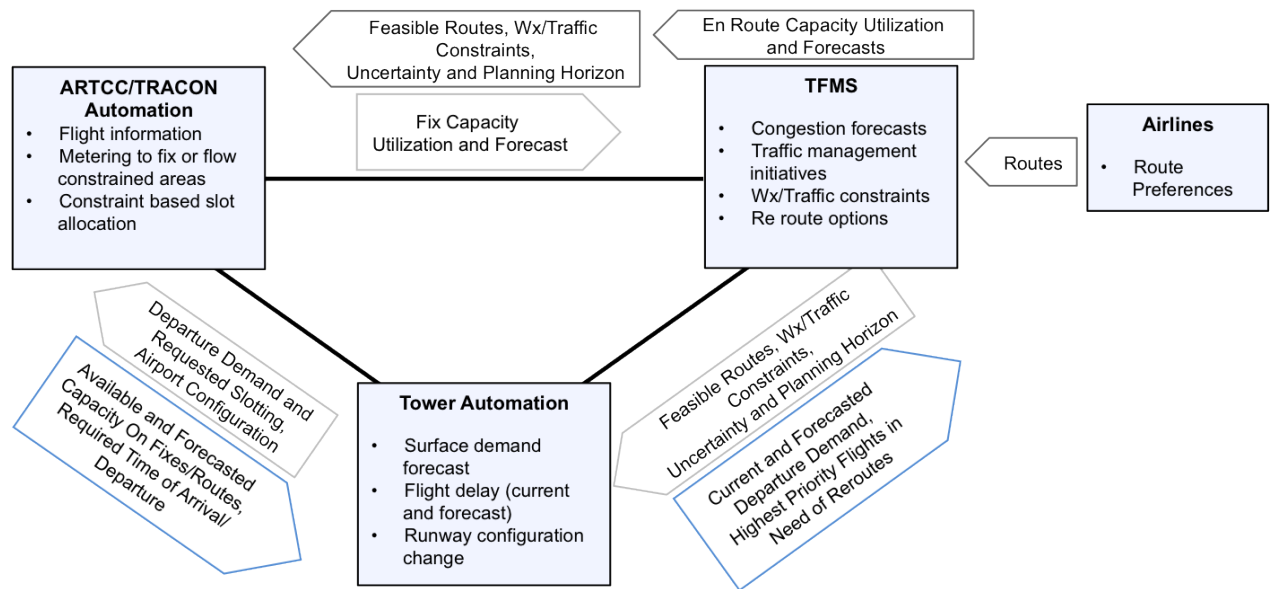 Feasible Routes, Wx/Traffic
Constraints,
Uncertainty and Planning Horizon
En Route Capacity Utilization
and Forecasts
ARTCC/TRACON
Automation
• Flight information
• Metering to fix or flow
constrained areas
• Constraint based slot
allocation
Fix Capacity
Utilization and Forecast
TFMS
• Congestion forecasts
• Traffic management
initiatives
• Wx/Traffic constraints
• Re route options
Routes
Airlines
• Route
Preferences
Departure Demand and
Requested Slotting,
Airport Configuration
Available and Forecasted
Capacity On Fixes/Routes,
Required Time of Arrival/
Departure
Tower Automation
• Surface demand
forecast
• Flight delay (current
and forecast)
• Runway configuration
change
Feasible Routes, Wx/Traffic
Constraints,
Uncertainty and Planning Horizon
Current and Forecasted
Departure Demand,
Highest Priority Flights in
Need of Reroutes